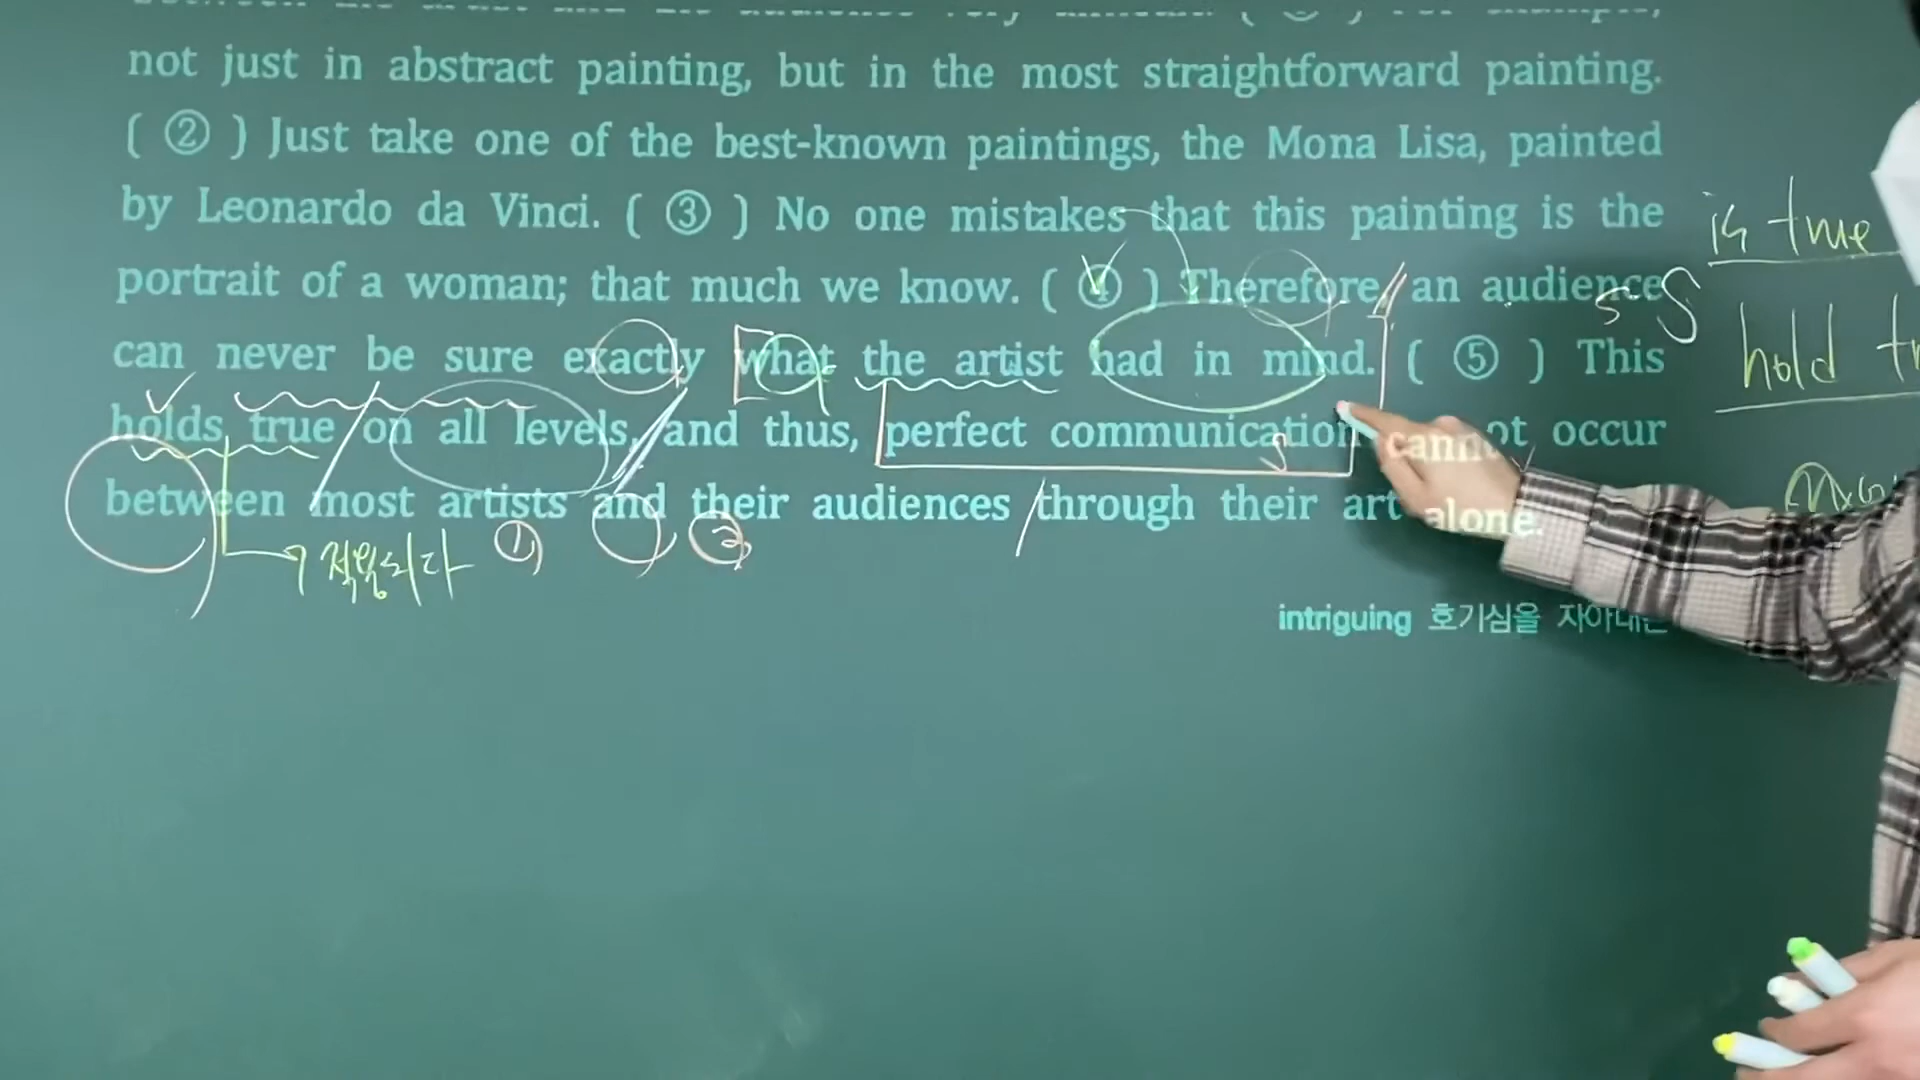 not just in abstract painting, but in the most straightforward painting.
( ② ) Just take one of the best-known paintings, the Mona Lisa, painted
by Leonardo da Vinci. ( ③ ) No one mistakes that this painting is the
portrait of a woman; that much we know. ( ④ ) Therefore, an audience
can never be sure exactly what the artist had in mind. ( ⑤ ) This
holds true on all levels, and thus, perfect communication cannot occur
between most artists and their audiences through their art alone.
적용되다 ① ②
intriguing 호기심을 자아내는
is true
hold
S
S